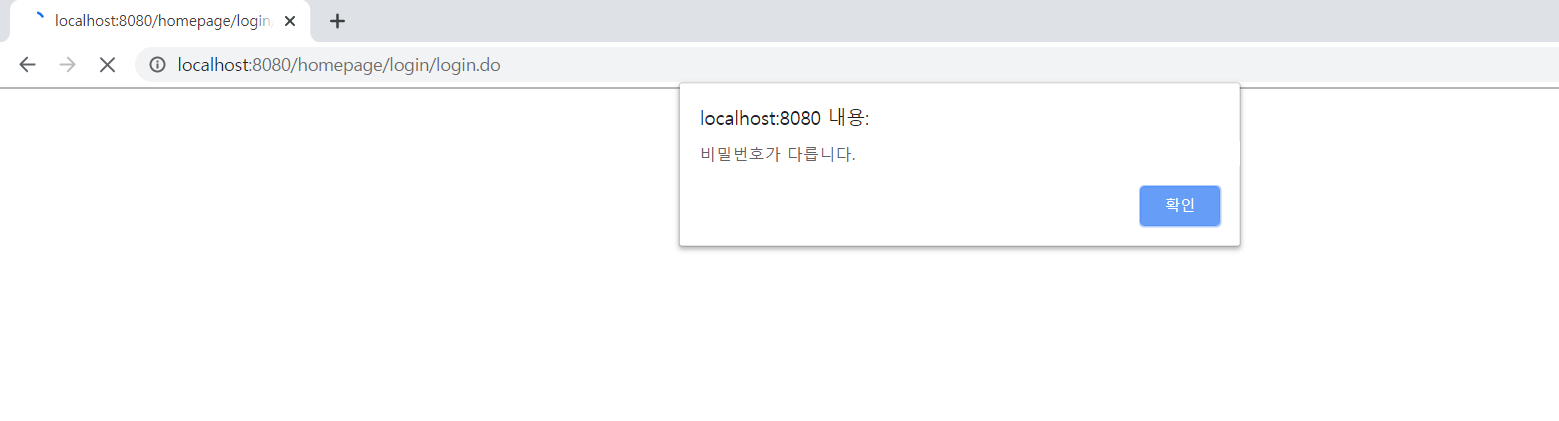 localhost:8080/homepage/login
localhost:8080/homepage/login/login.do
localhost:8080 내용:
비밀번호가 다릅니다.
확인